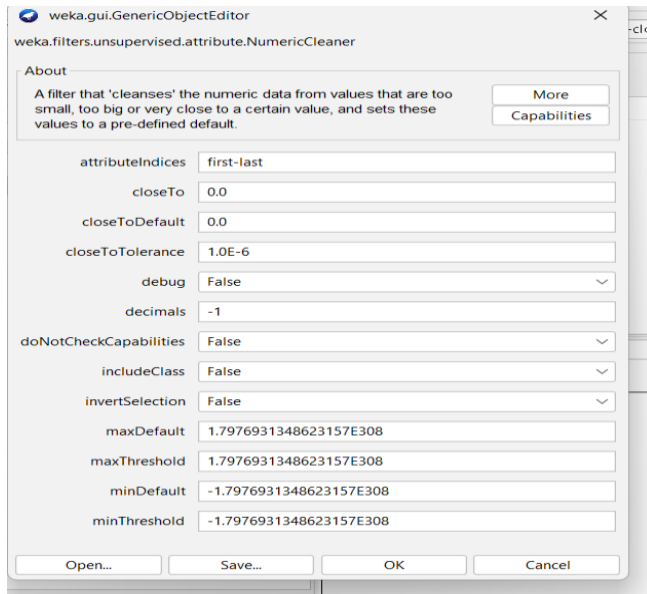 weka.gui.GenericObjectEditor
-clo
weka.filters.unsupervised.attribute.NumericCleaner
About
A filter that 'cleanses' the numeric data from values that are too
small, too big or very close to a certain value, and sets these
values to a pre-defined default.
More
Capabilities
attributeIndices first-last
closeTo 0.0
closeToDefault 0.0
closeToTolerance 1.0E-6
debug False
decimals -1
doNotCheckCapabilities False
includeClass False
invertSelection False
maxDefault 1.7976931348623157E308
maxThreshold 1.7976931348623157E308
minDefault -1.7976931348623157E308
minThreshold -1.7976931348623157E308
Open... Save... OK Cancel